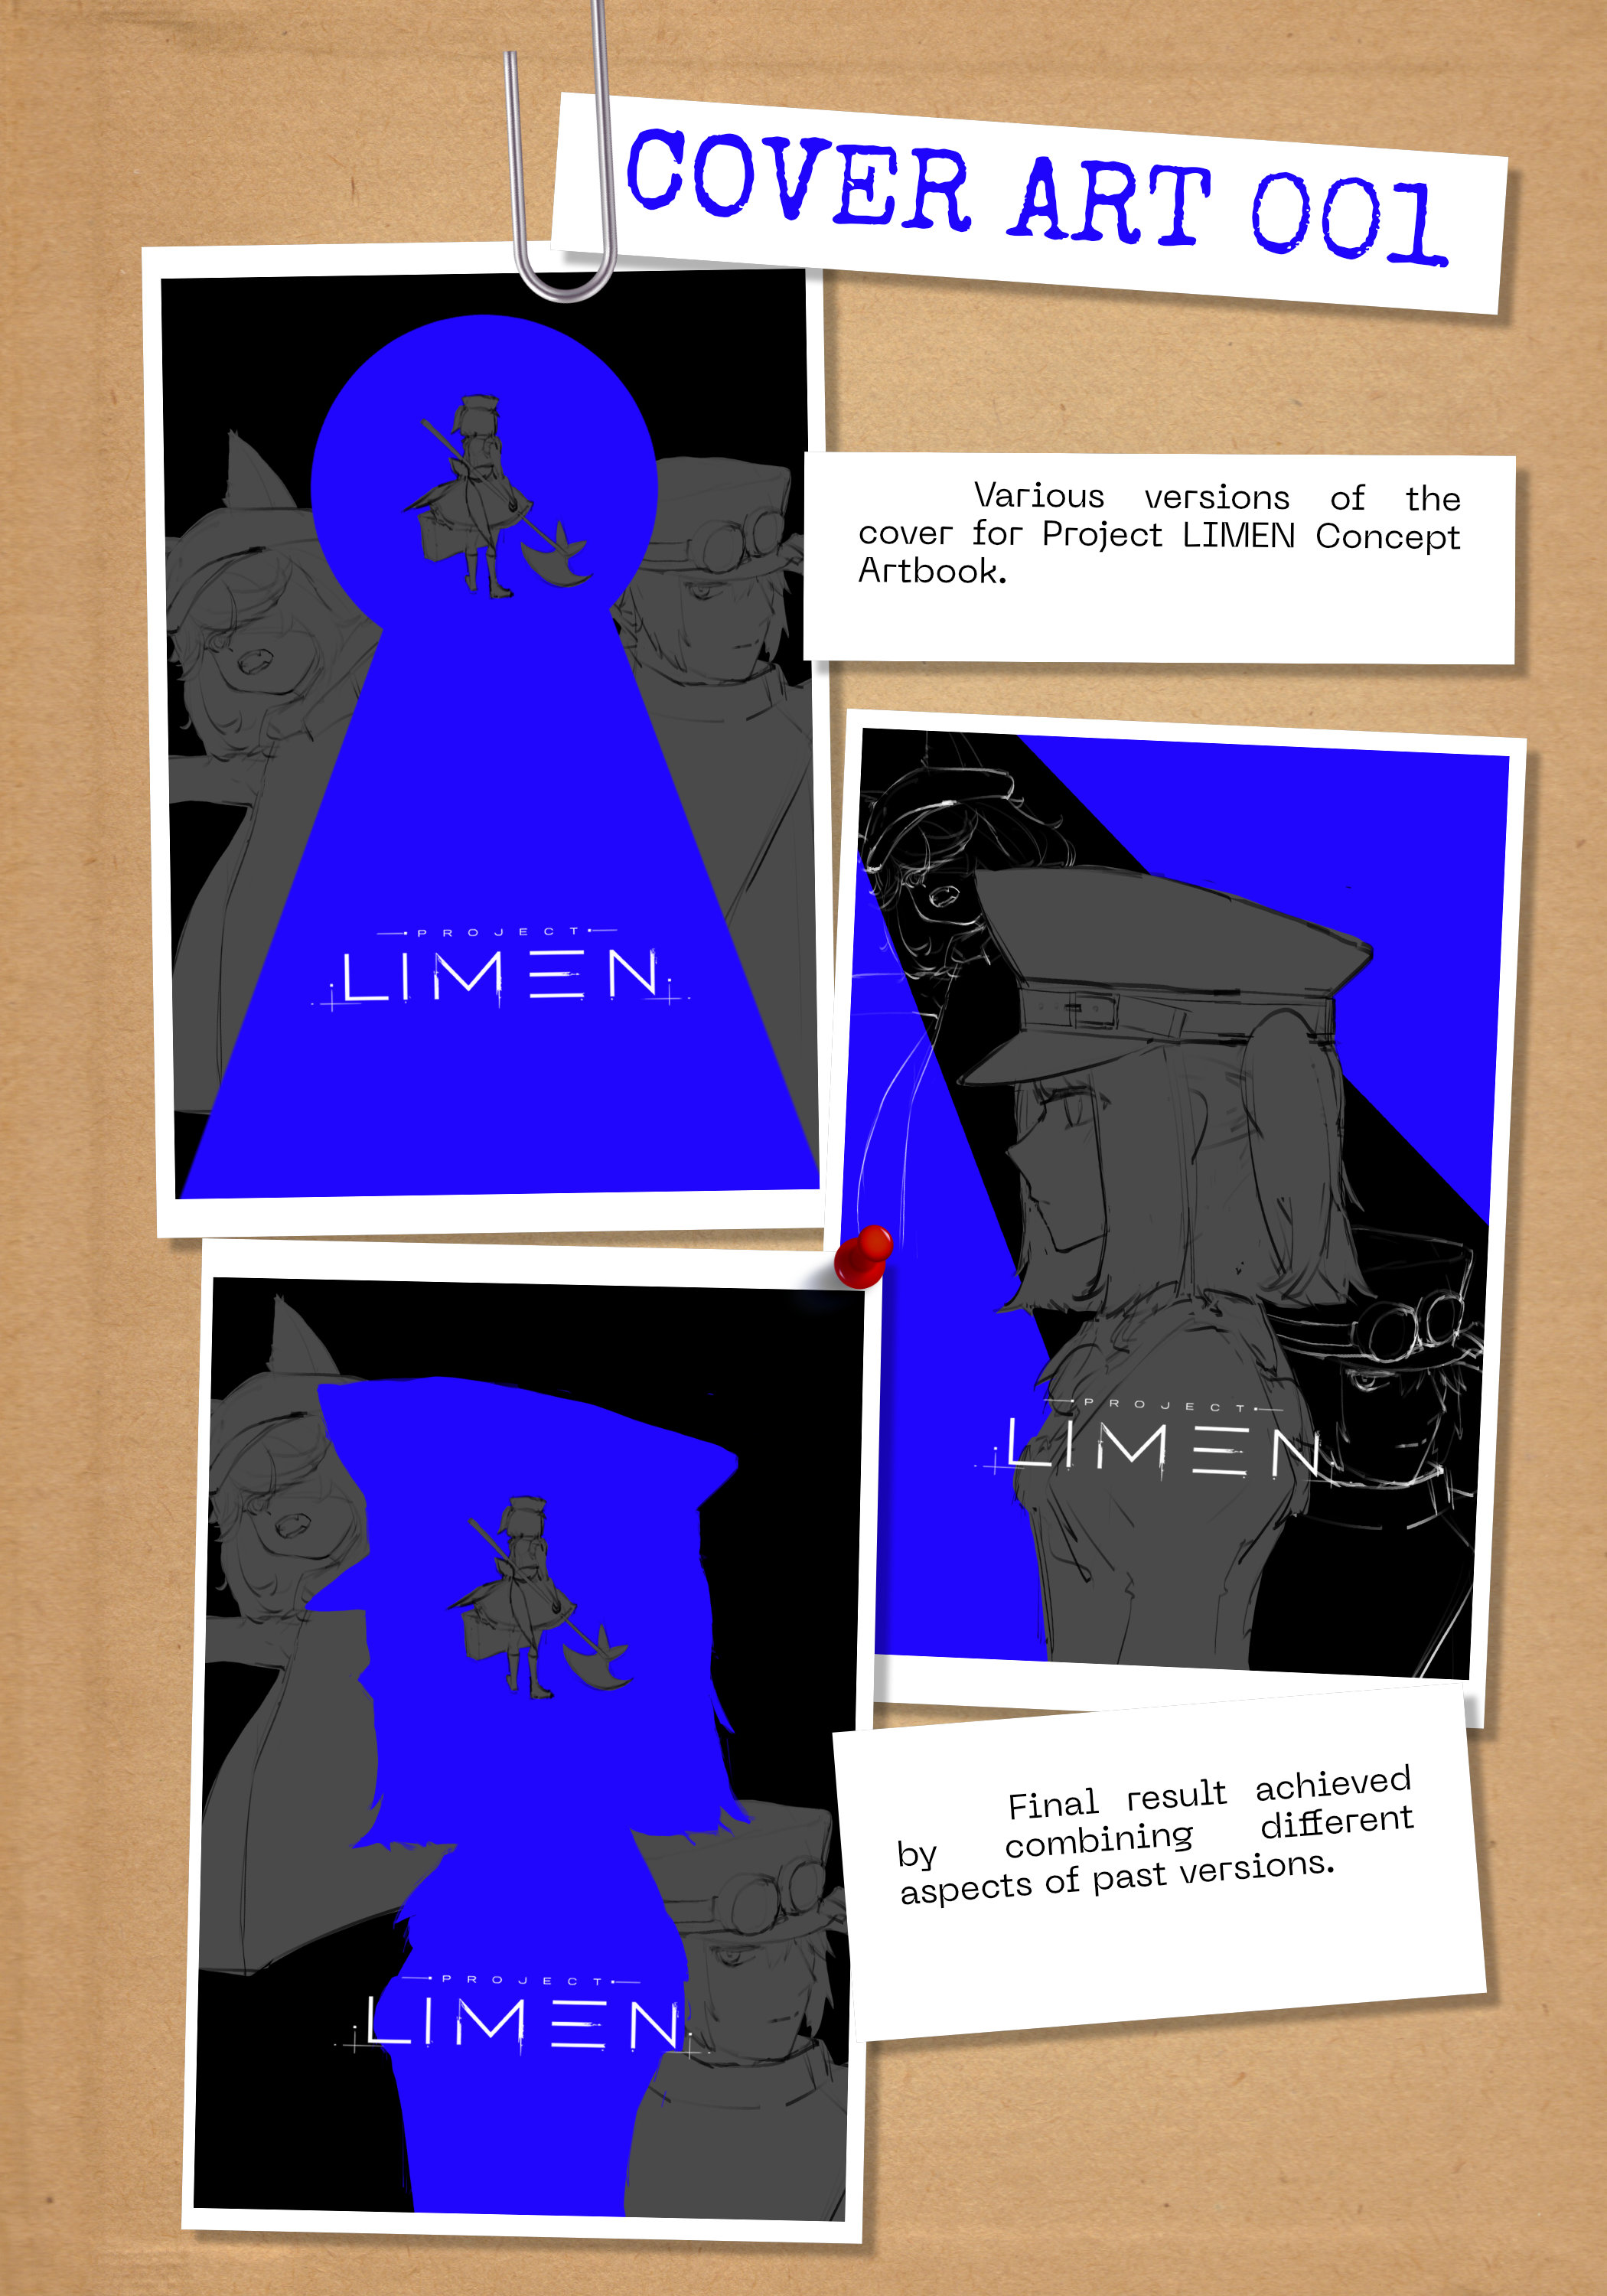 COVER ART 001
Various versions of the
cover for Project LIMEN Concept
Artbook.
PROJECT
LIMEN
PROJECT
LIMEN
Final result achieved
by combining different
aspects of past versions.
PROJECT
LIMEN